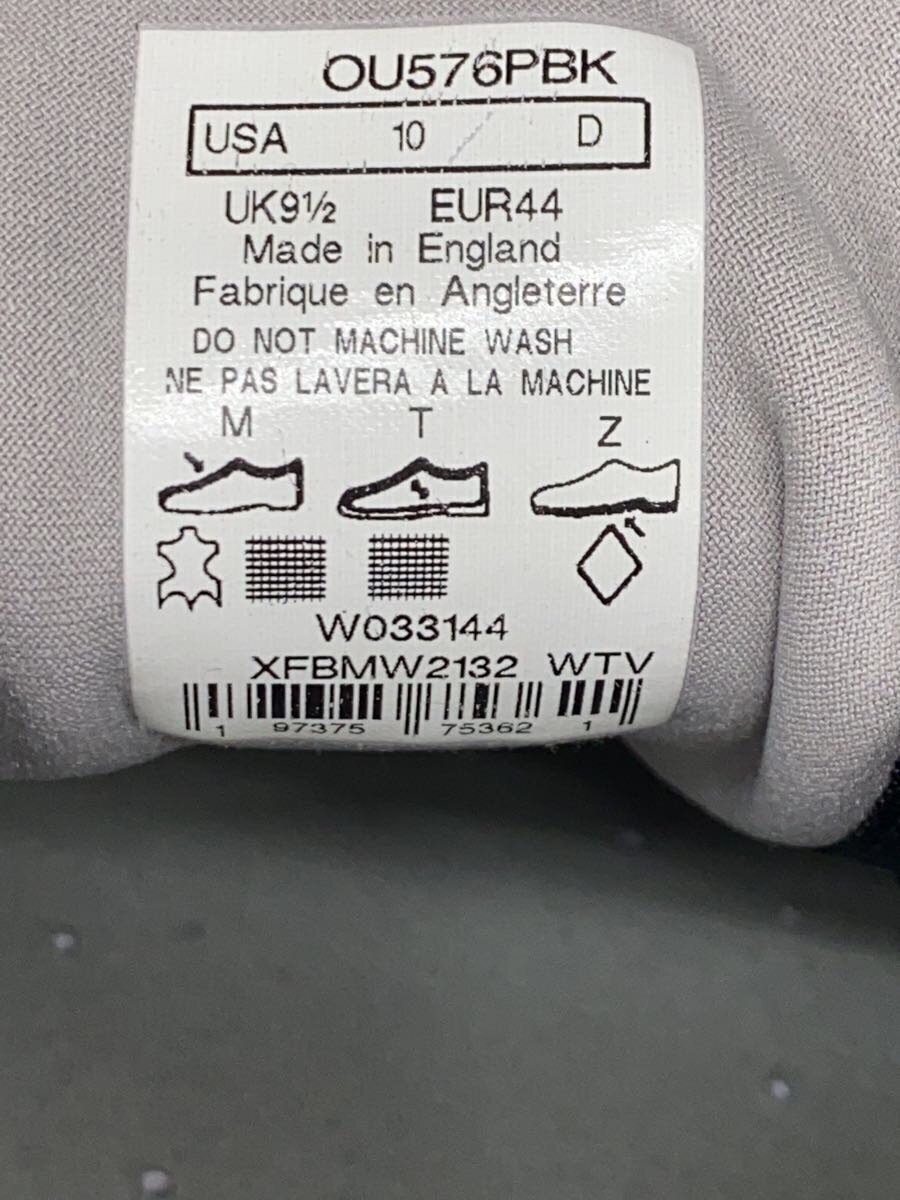 OU576PBK
USA 10 D
UK9½ EUR44
Made in England
Fabrique en Angleterre
DO NOT MACHINE WASH
NE PAS LAVERA A LA MACHINE
M T Z
W033144
XFBMW2132 WTV
1 97375 75362 1